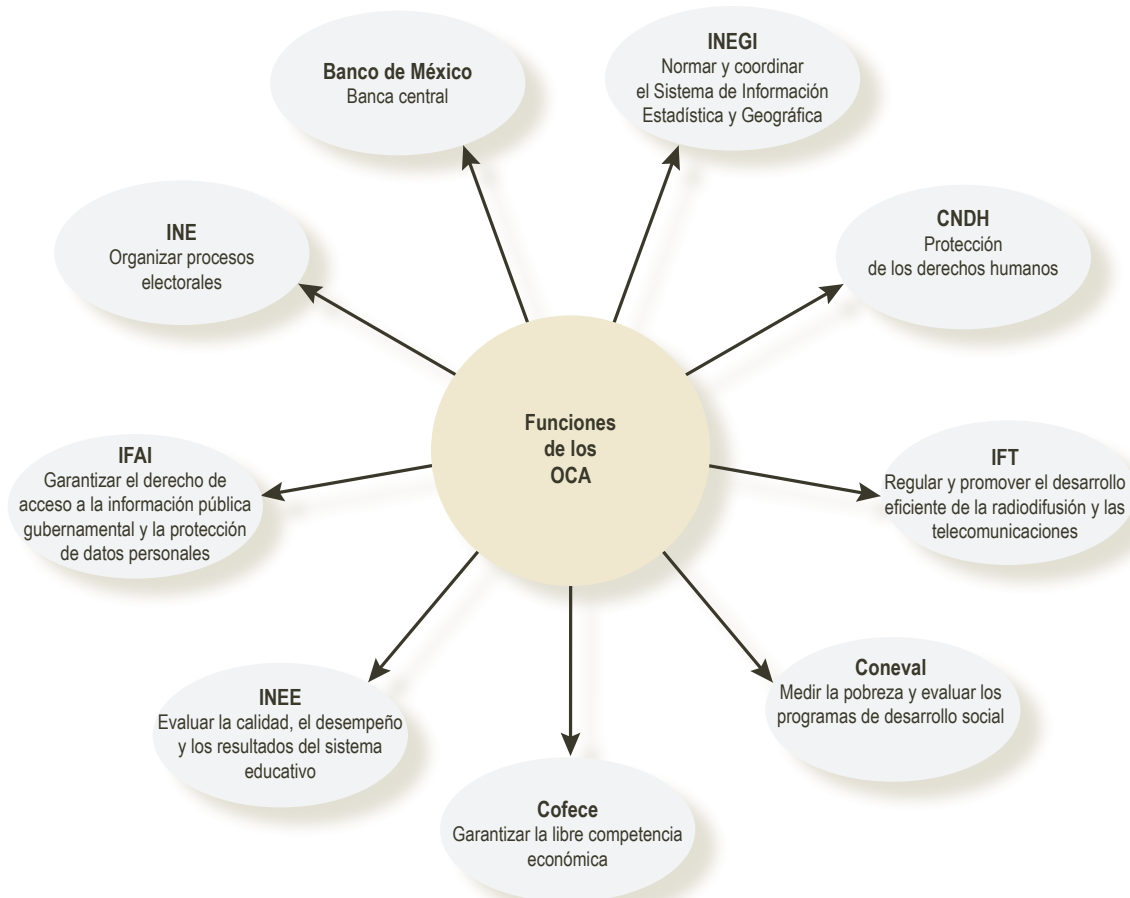 Banco de México
Banca central
INEGI
Normar y coordinar
el Sistema de Información
Estadística y Geográfica
INE
Organizar procesos
electorales
CNDH
Protección
de los derechos humanos
Funciones
de los
OCA
IFAI
Garantizar el derecho de
acceso a la información pública
gubernamental y la protección
de datos personales
IFT
Regular y promover el desarrollo
eficiente de la radiodifusión y las
telecomunicaciones
INEE
Evaluar la calidad, el desempeño
y los resultados del sistema
educativo
Coneval
Medir la pobreza y evaluar los
programas de desarrollo social
Cofece
Garantizar la libre competencia
económica